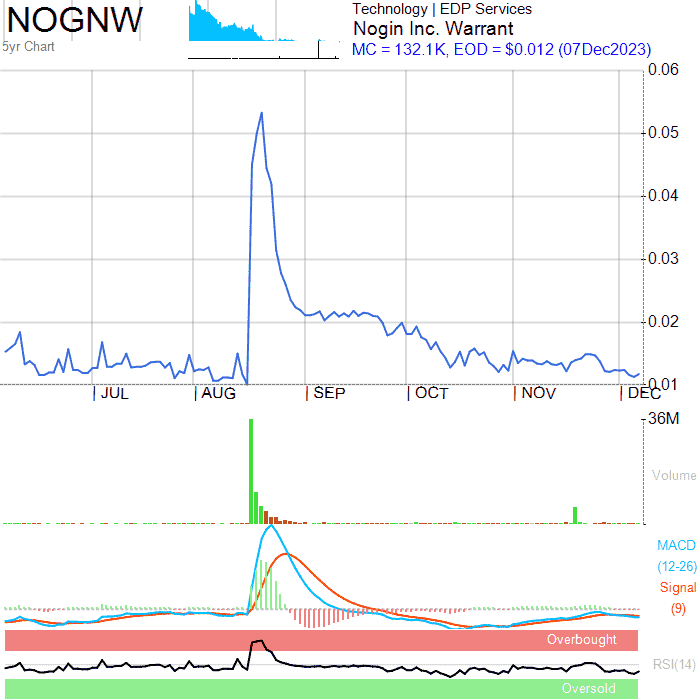 NOGNW
5yr Chart
Technology | EDP Services
Nogin Inc. Warrant
MC = 132.1K, EOD = $0.012 (07Dec2023)
0.06
0.05
0.04
0.03
0.02
0.01
JUL
AUG
SEP
OCT
NOV
DEC
36M
Volume
MACD
(12-26)
Signal
(9)
Overbought
RSI(14)
Oversold